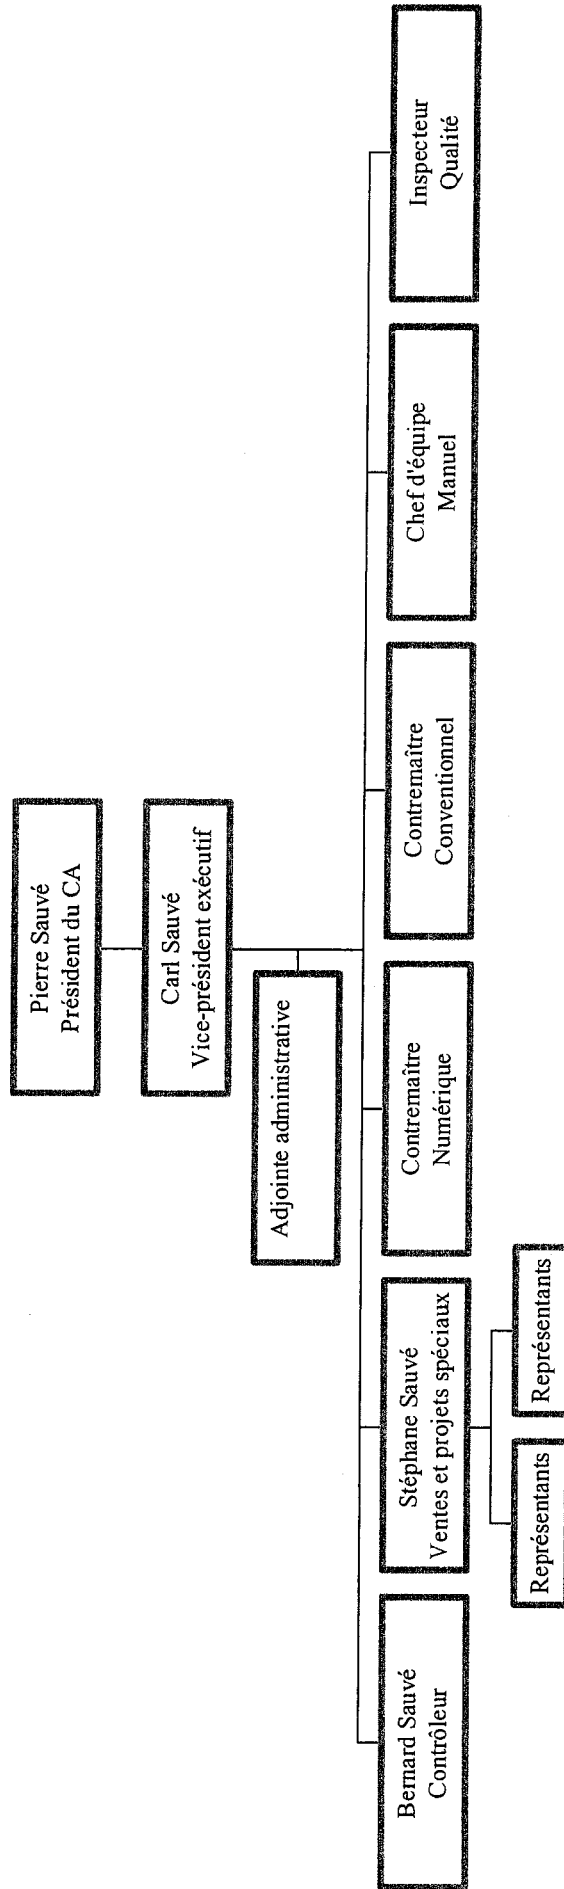 Pierre Sauvé
Président du CA
Carl Sauvé
Vice-président exécutif
Adjointe administrative
Bernard Sauvé
Contrôleur
Stéphane Sauvé
Ventes et projets spéciaux
Contremaître
Numérique
Contremaître
Conventionnel
Chef d'équipe
Manuel
Inspecteur
Qualité
Représentants
Représentants